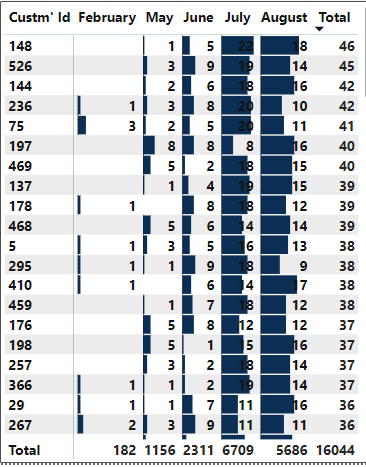 Custm' Id February May June July August Total
148 1 5 22 18 46
526 3 9 19 14 45
144 2 6 18 16 42
236 1 3 8 20 10 42
75 3 2 5 20 11 41
197 8 8 8 16 40
469 5 2 18 15 40
137 1 4 19 15 39
178 1 8 18 12 39
468 5 6 14 14 39
5 1 3 5 16 13 38
295 1 1 9 18 9 38
410 1 6 14 17 38
459 1 7 18 12 38
176 5 8 12 12 37
198 5 1 15 16 37
257 3 2 18 14 37
366 1 1 2 19 14 37
29 1 1 7 11 16 36
267 2 3 9 11 11 36
Total 182 1156 2311 6709 5686 16044